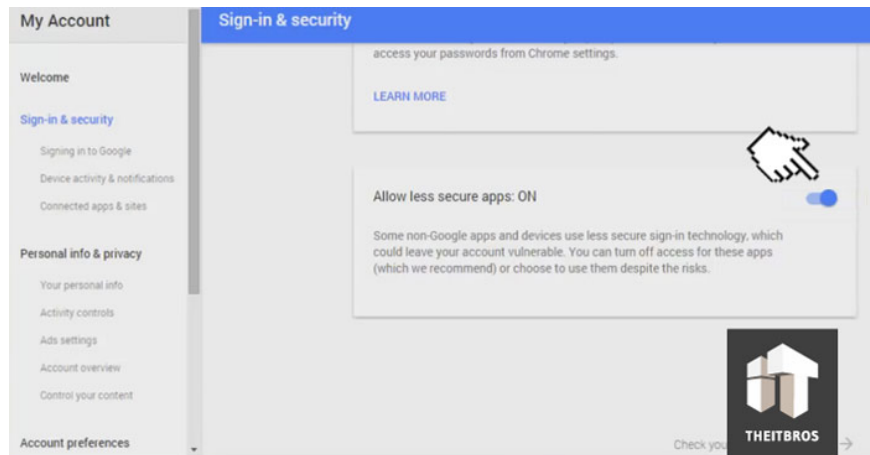 My Account
Sign-in & security
Welcome
Sign-in & security
Signing in to Google
Device activity & notifications
Connected apps & sites
Personal info & privacy
Your personal info
Activity controls
Ads settings
Account overview
Control your content
Account preferences
access your passwords from Chrome settings.
LEARN MORE
Allow less secure apps: ON
Some non-Google apps and devices use less secure sign-in technology, which
could leave your account vulnerable. You can turn off access for these apps
(which we recommend) or choose to use them despite the risks.
Check you
THEITBROS